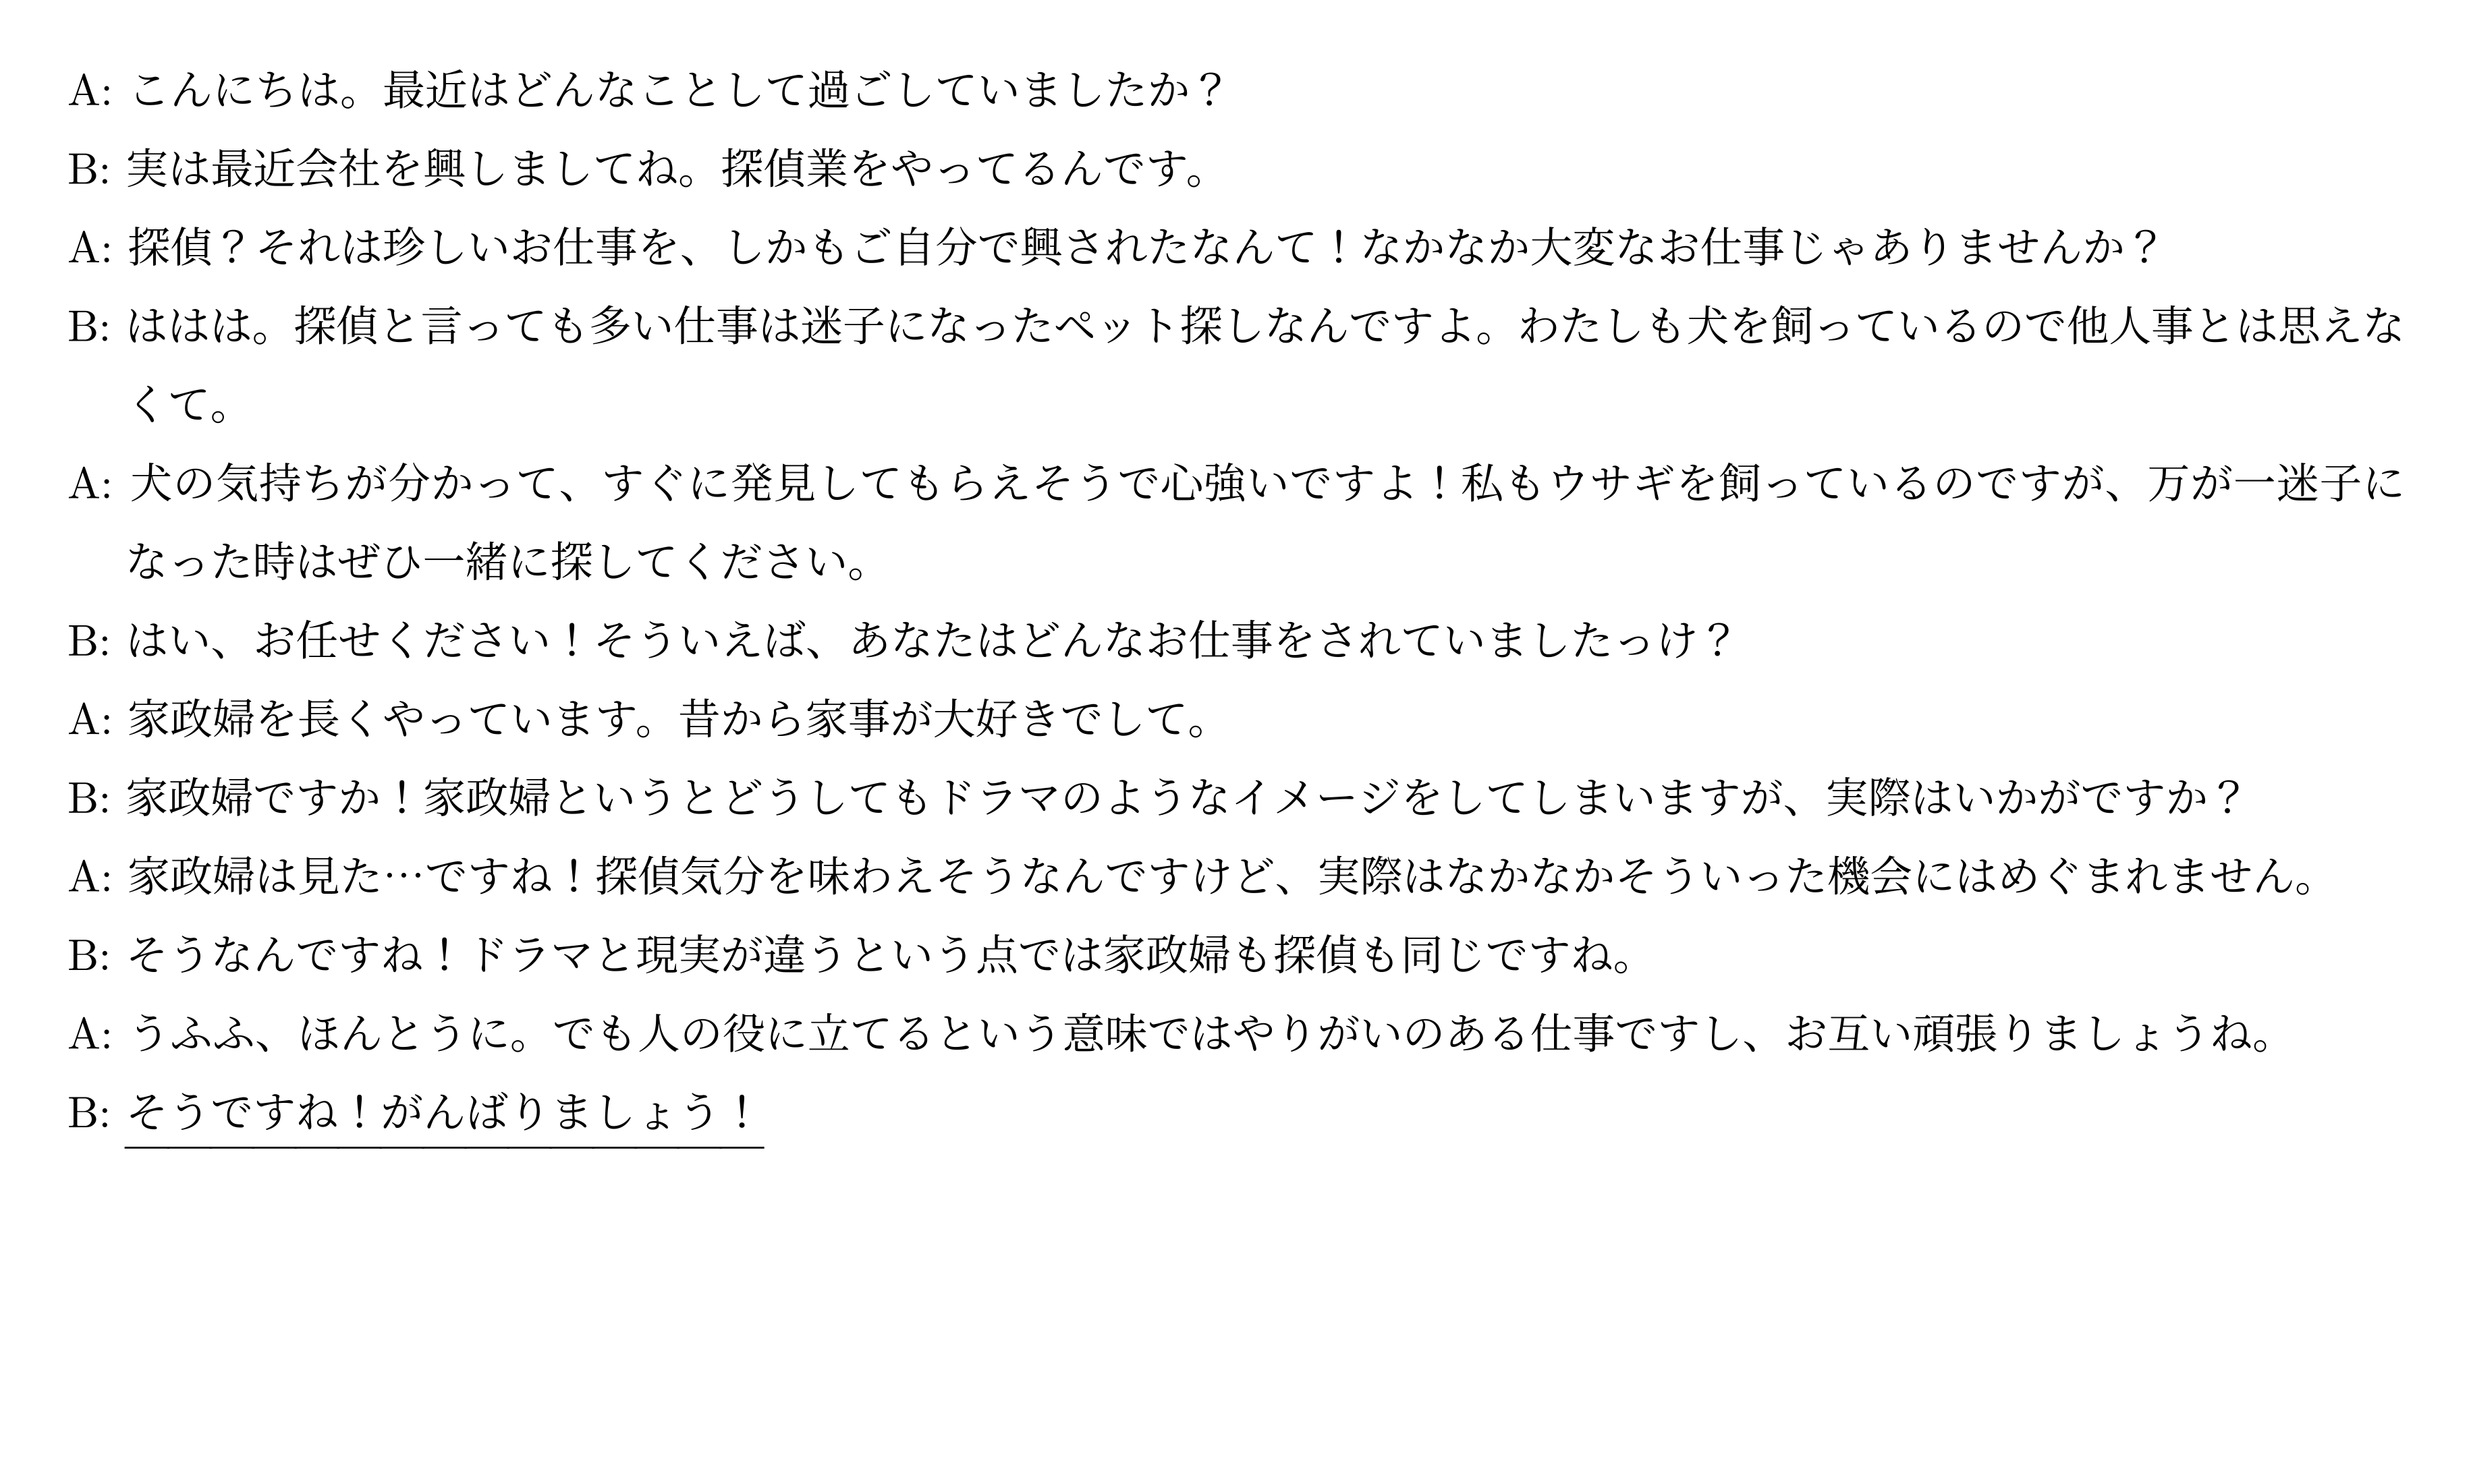 A: こんにちは。最近はどんなことして過ごしていましたか？
B: 実は最近会社を興しましてね。探偵業をやってるんです。
A: 探偵？それは珍しいお仕事を、しかもご自分で興されたなんて！なかなか大変なお仕事じゃありませんか？
B: ははは。探偵と言っても多い仕事は迷子になったペット探しなんですよ。わたしも犬を飼っているので他人事とは思えな
くて。
A: 犬の気持ちが分かって、すぐに発見してもらえそうで心強いですよ！私もウサギを飼っているのですが、万が一迷子に
なった時はぜひ一緒に探してください。
B: はい、お任せください！そういえば、あなたはどんなお仕事をされていましたっけ？
A: 家政婦を長くやっています。昔から家事が大好きでして。
B: 家政婦ですか！家政婦というとどうしてもドラマのようなイメージをしてしまいますが、実際はいかがですか？
A: 家政婦は見た…ですね！探偵気分を味わえそうなんですけど、実際はなかなかそういった機会にはめぐまれません。
B: そうなんですね！ドラマと現実が違うという点では家政婦も探偵も同じですね。
A: うふふ、ほんとうに。でも人の役に立てるという意味ではやりがいのある仕事ですし、お互い頑張りましょうね。
B: そうですね！がんばりましょう！